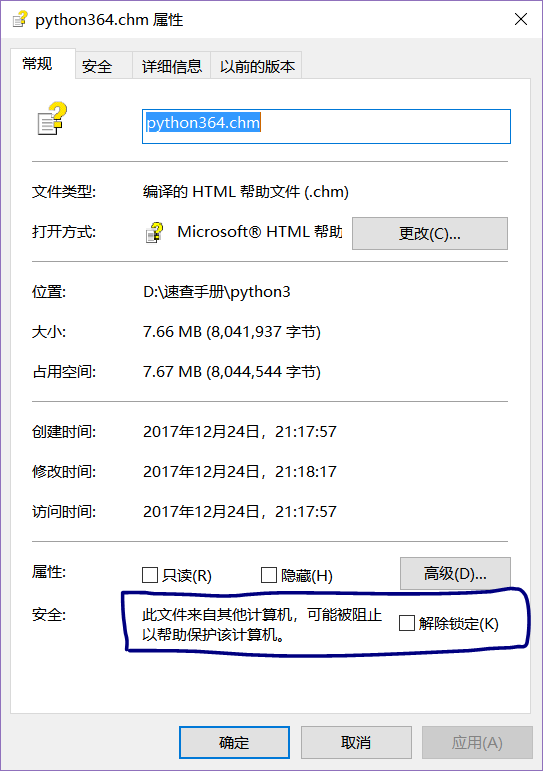 python364.chm 属性
常规 安全 详细信息 以前的版本
python364.chm
文件类型: 编译的 HTML 帮助文件 (.chm)
打开方式: Microsoft® HTML 帮助 更改(C)...
位置: D:\速查手册\python3
大小: 7.66 MB (8,041,937 字节)
占用空间: 7.67 MB (8,044,544 字节)
创建时间: 2017年12月24日，21:17:57
修改时间: 2017年12月24日，21:18:17
访问时间: 2017年12月24日，21:17:57
属性: 只读(R) 隐藏(H) 高级(D)...
安全: 此文件来自其他计算机，可能被阻止
以帮助保护该计算机。 解除锁定(K)
确定 取消 应用(A)